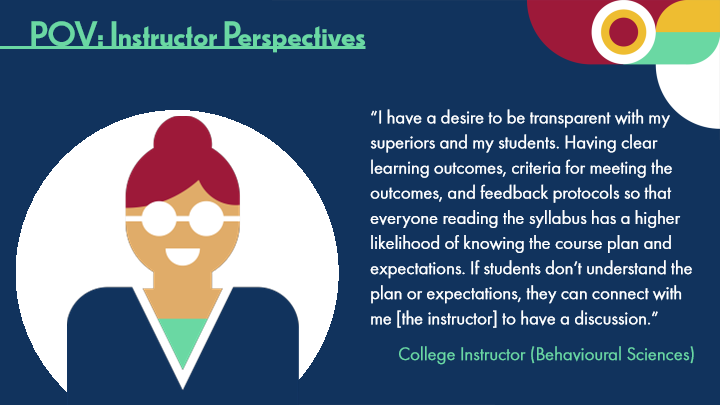 POV: Instructor Perspectives
“I have a desire to be transparent with my
superiors and my students. Having clear
learning outcomes, criteria for meeting the
outcomes, and feedback protocols so that
everyone reading the syllabus has a higher
likelihood of knowing the course plan and
expectations. If students don’t understand the
plan or expectations, they can connect with
me [the instructor] to have a discussion.”
College Instructor (Behavioural Sciences)